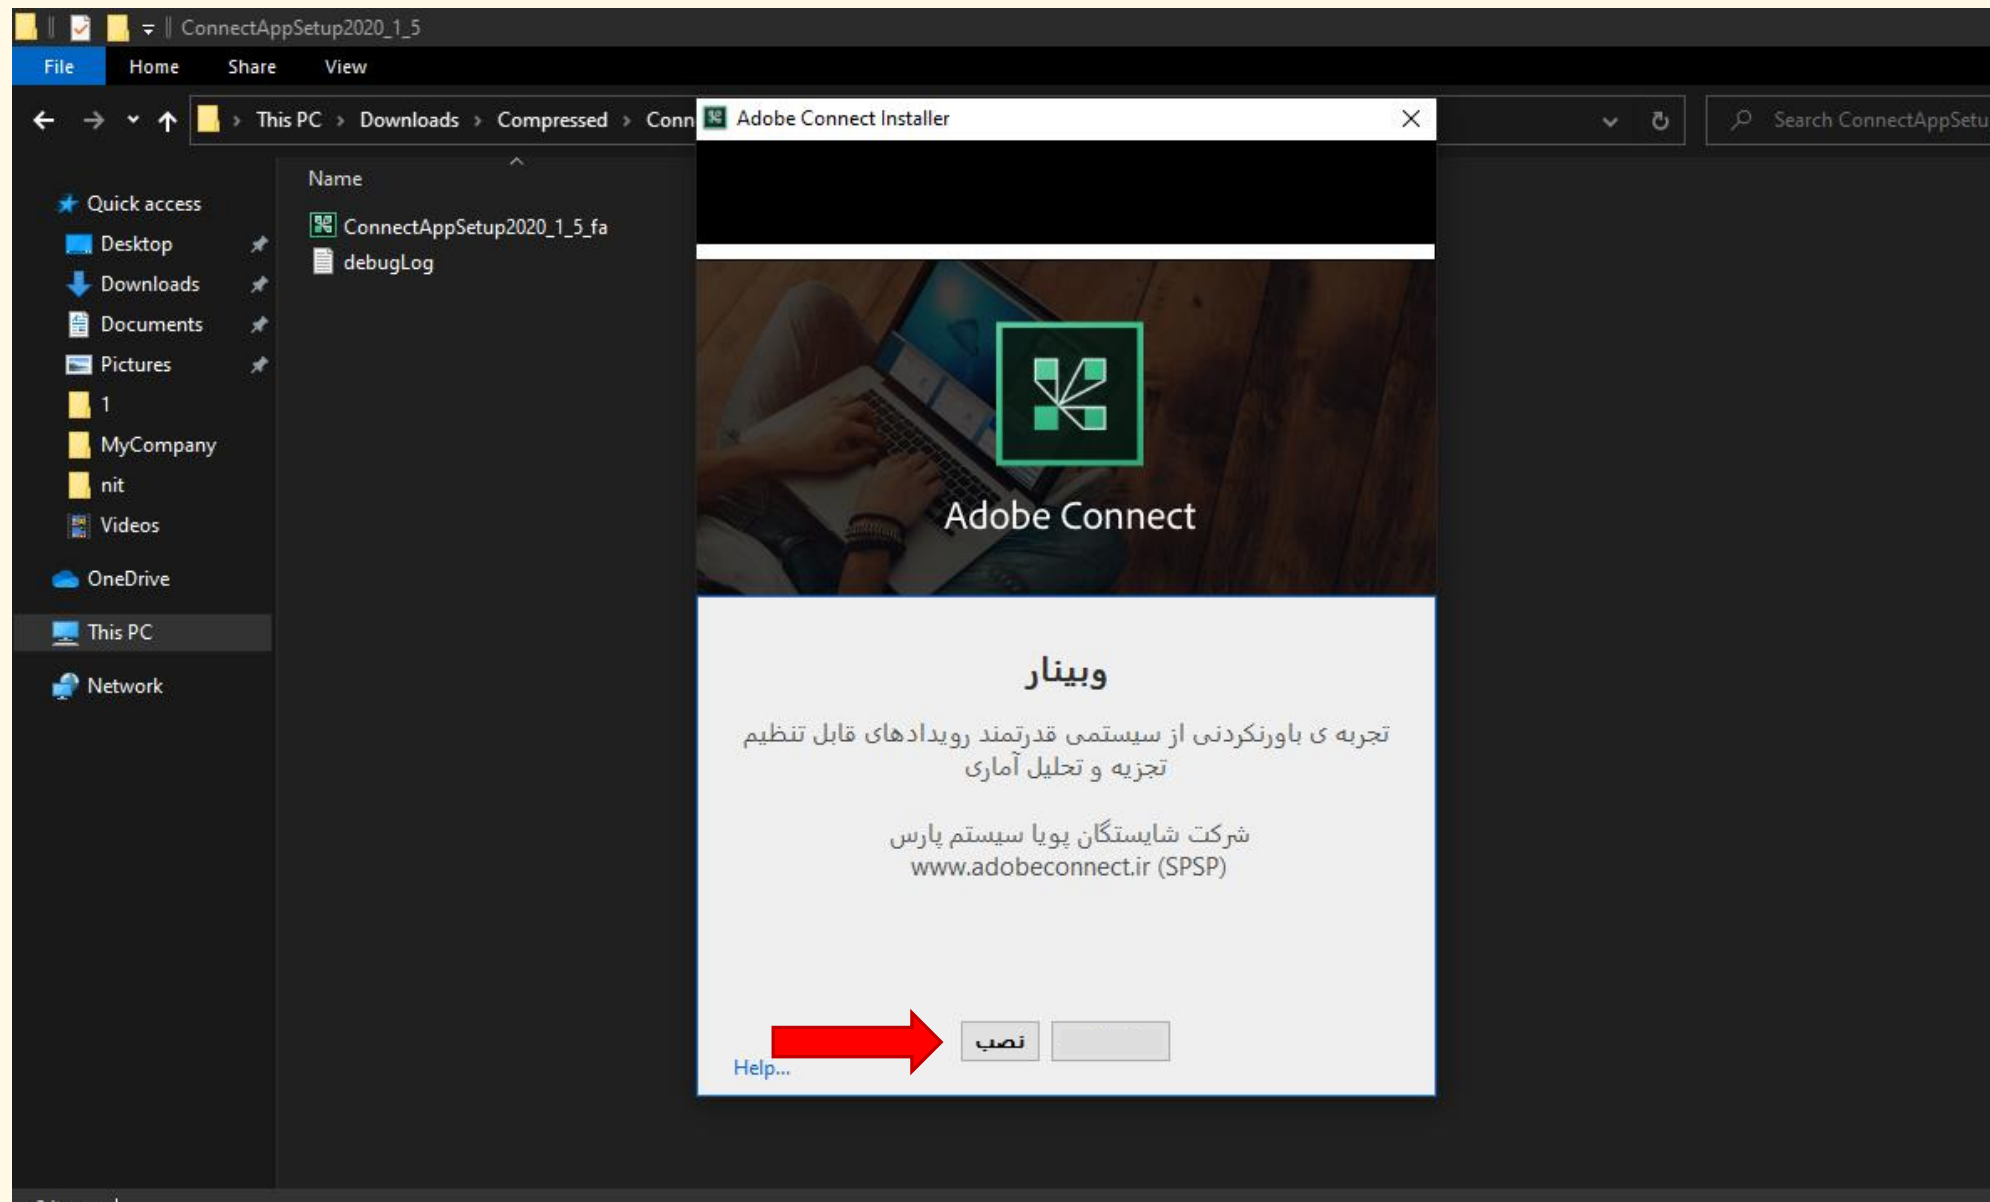 ConnectAppSetup2020_1_5
File Home Share View
This PC > Downloads > Compressed > Conn
Search ConnectAppSetu
Quick access
Desktop
Downloads
Documents
Pictures
1
MyCompany
nit
Videos
OneDrive
This PC
Network
Name
ConnectAppSetup2020_1_5_fa
debugLog
Adobe Connect Installer
Adobe Connect
وبینار
تجربه ی باورنکردنی از سیستمی قدرتمند رویدادهای قابل تنظیم
تجزیه و تحلیل آماری
شرکت شایستگان پویا سیستم پارس
www.adobeconnect.ir (SPSP)
نصب
Help...